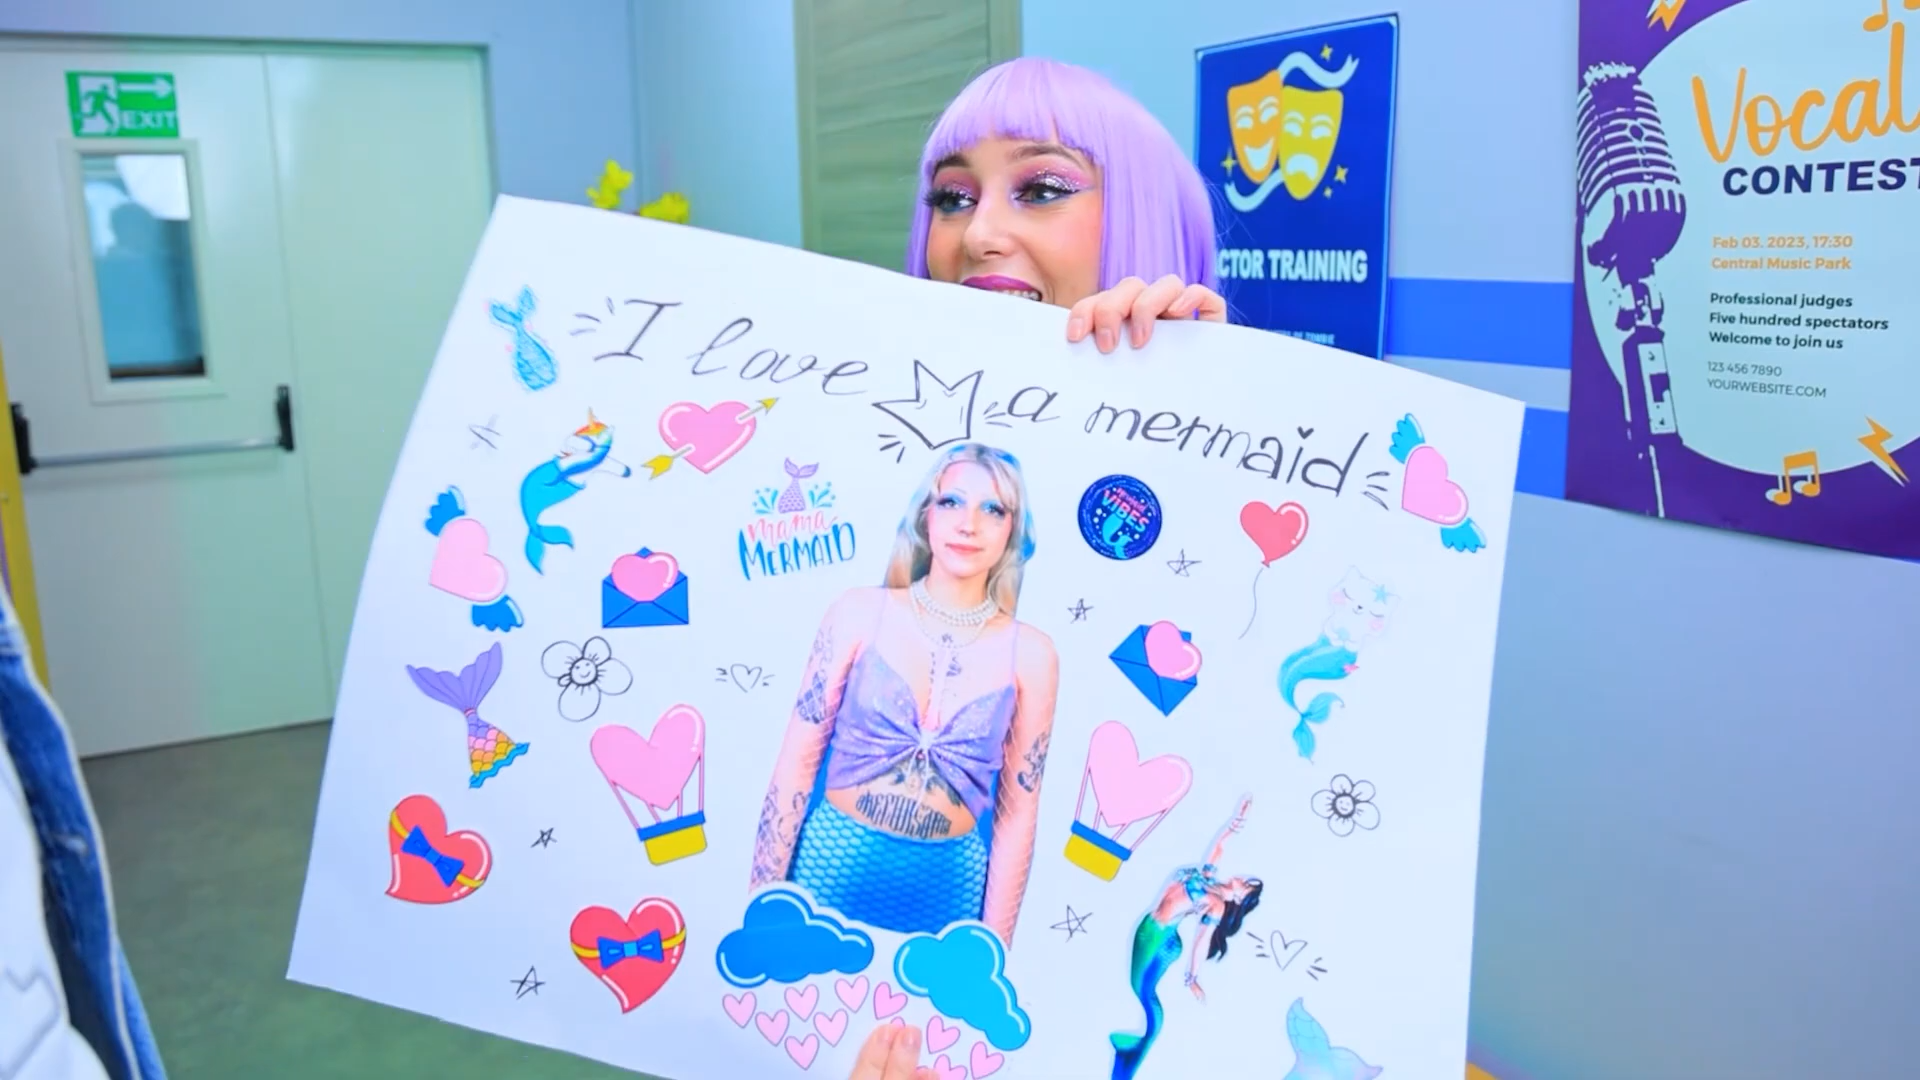 EXIT
CTOR TRAINING
Vocal
CONTEST
Feb 03. 2023, 17:30
Central Music Park
Professional judges
Five hundred spectators
Welcome to join us
123 456 7890
YOURWEBSITE.COM
I love a mermaid
mama
MERMAID
VIBES